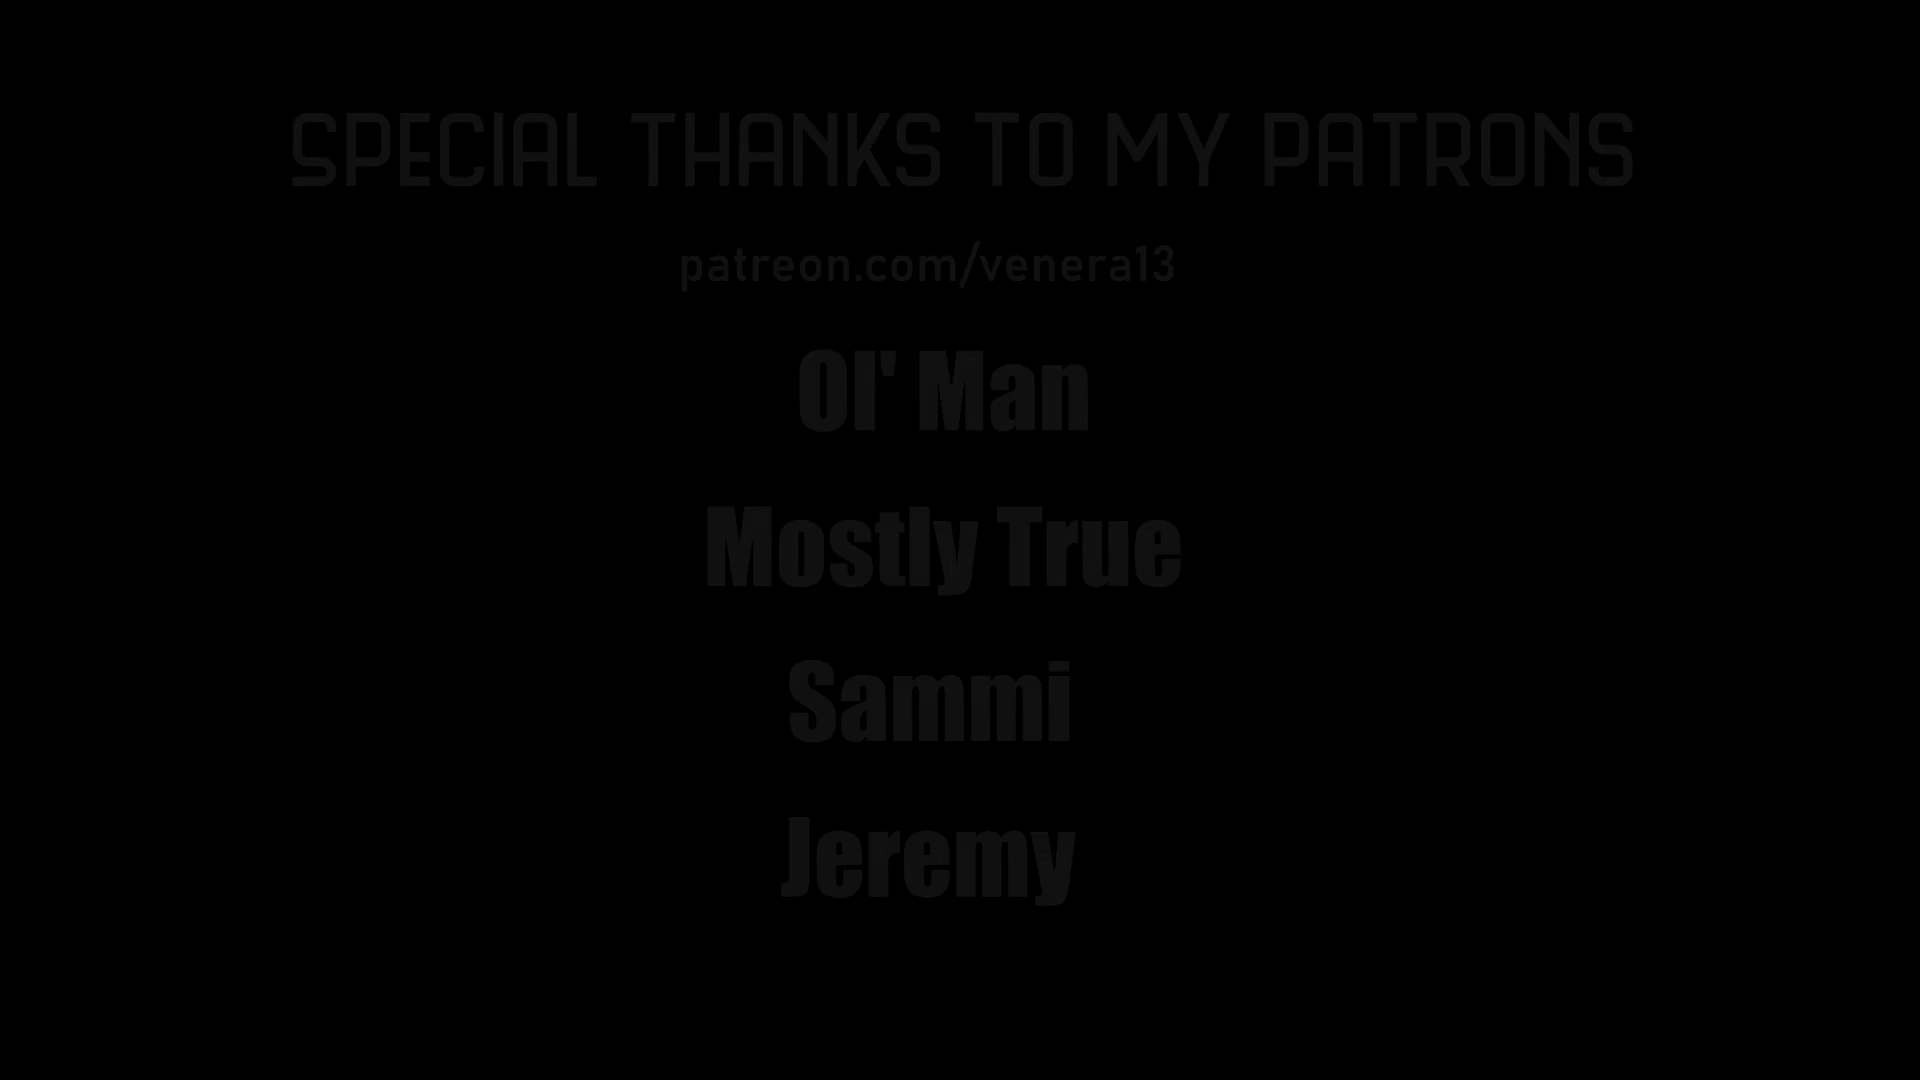 SPECIAL THANKS TO MY PATRONS
patreon.com/venera13
Ol' Man
Mostly True
Sammi
Jeremy